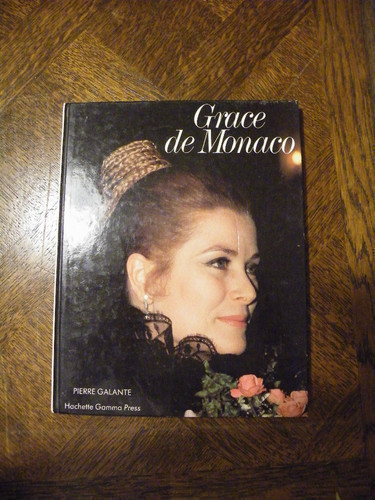 Grace
de Monaco
PIERRE GALANTE
Hachette Gamma Press